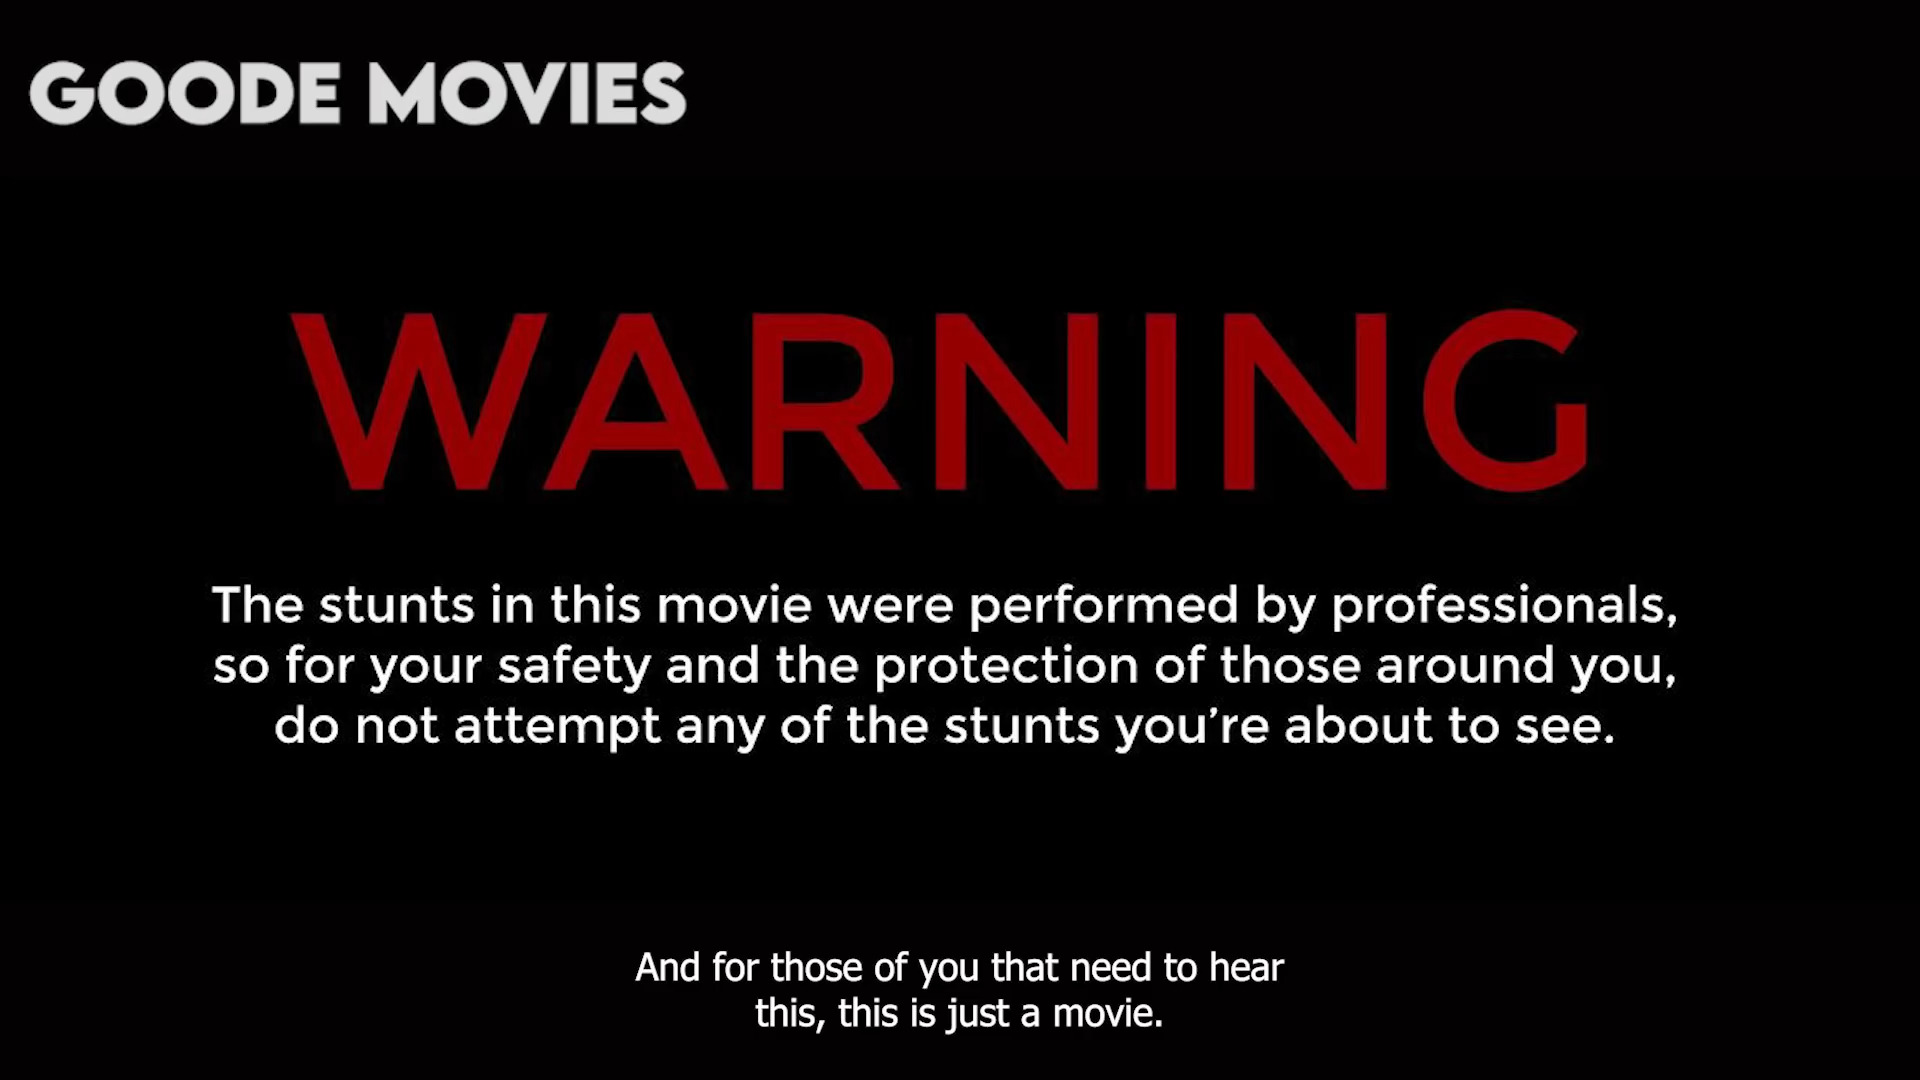 GOODE MOVIES
WARNING
The stunts in this movie were performed by professionals,
so for your safety and the protection of those around you,
do not attempt any of the stunts you’re about to see.
And for those of you that need to hear
this, this is just a movie.